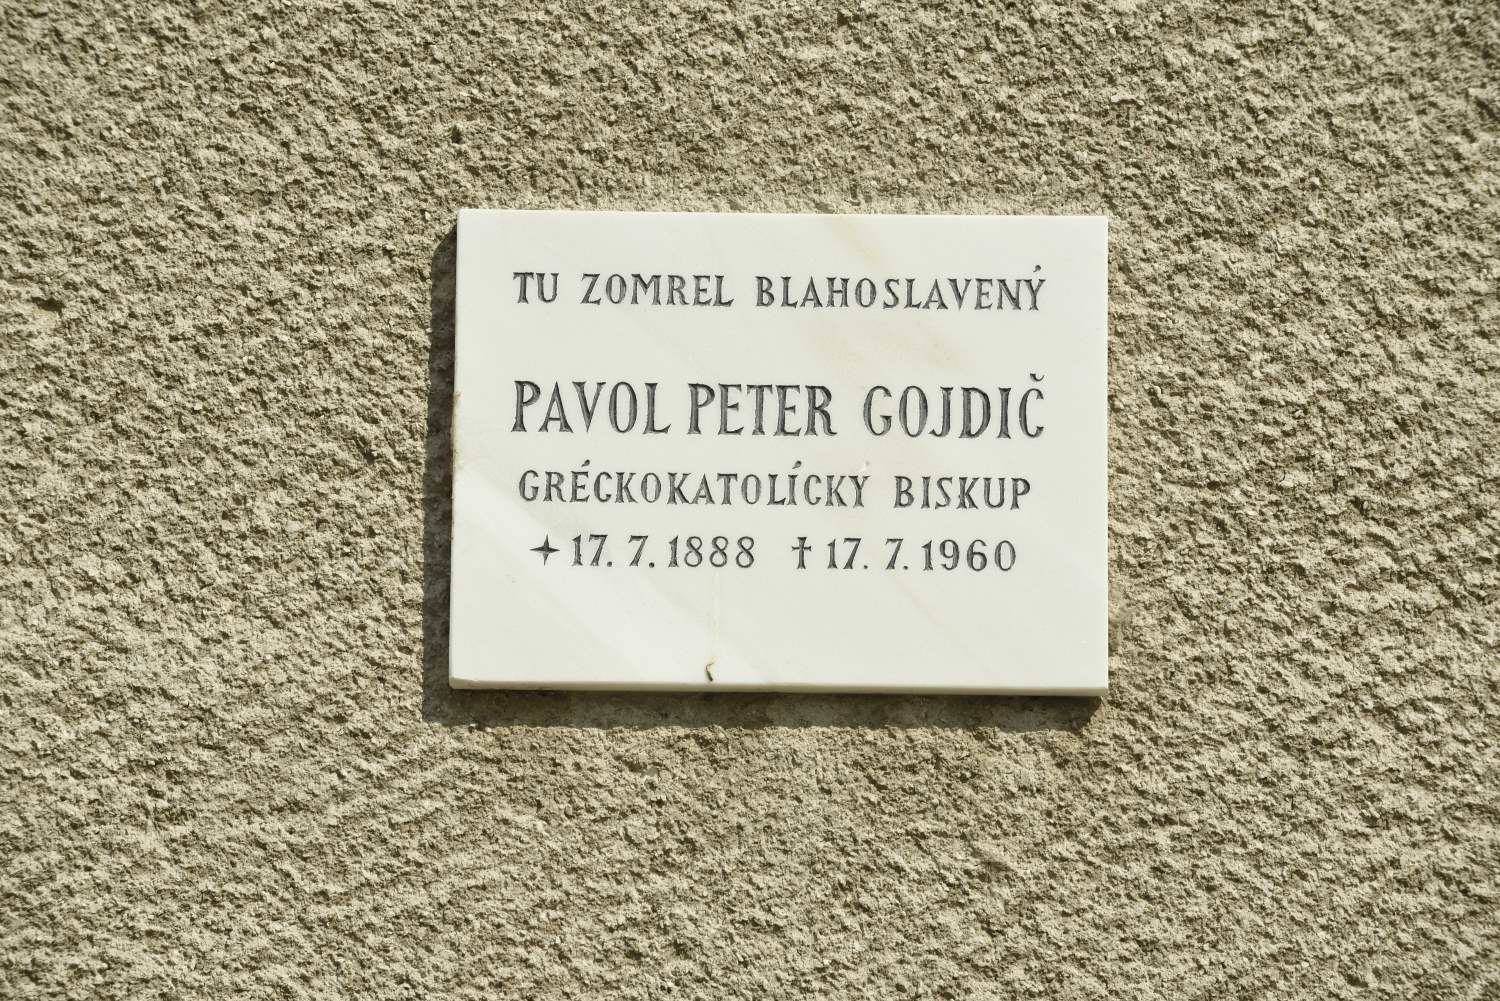 TU ZOMREL BLAHOSLAVENÝ
PAVOL PETER GOJDIČ
GRÉCKOKATOLÍCKY BISKUP
✦17.7.1888 †17.7.1960